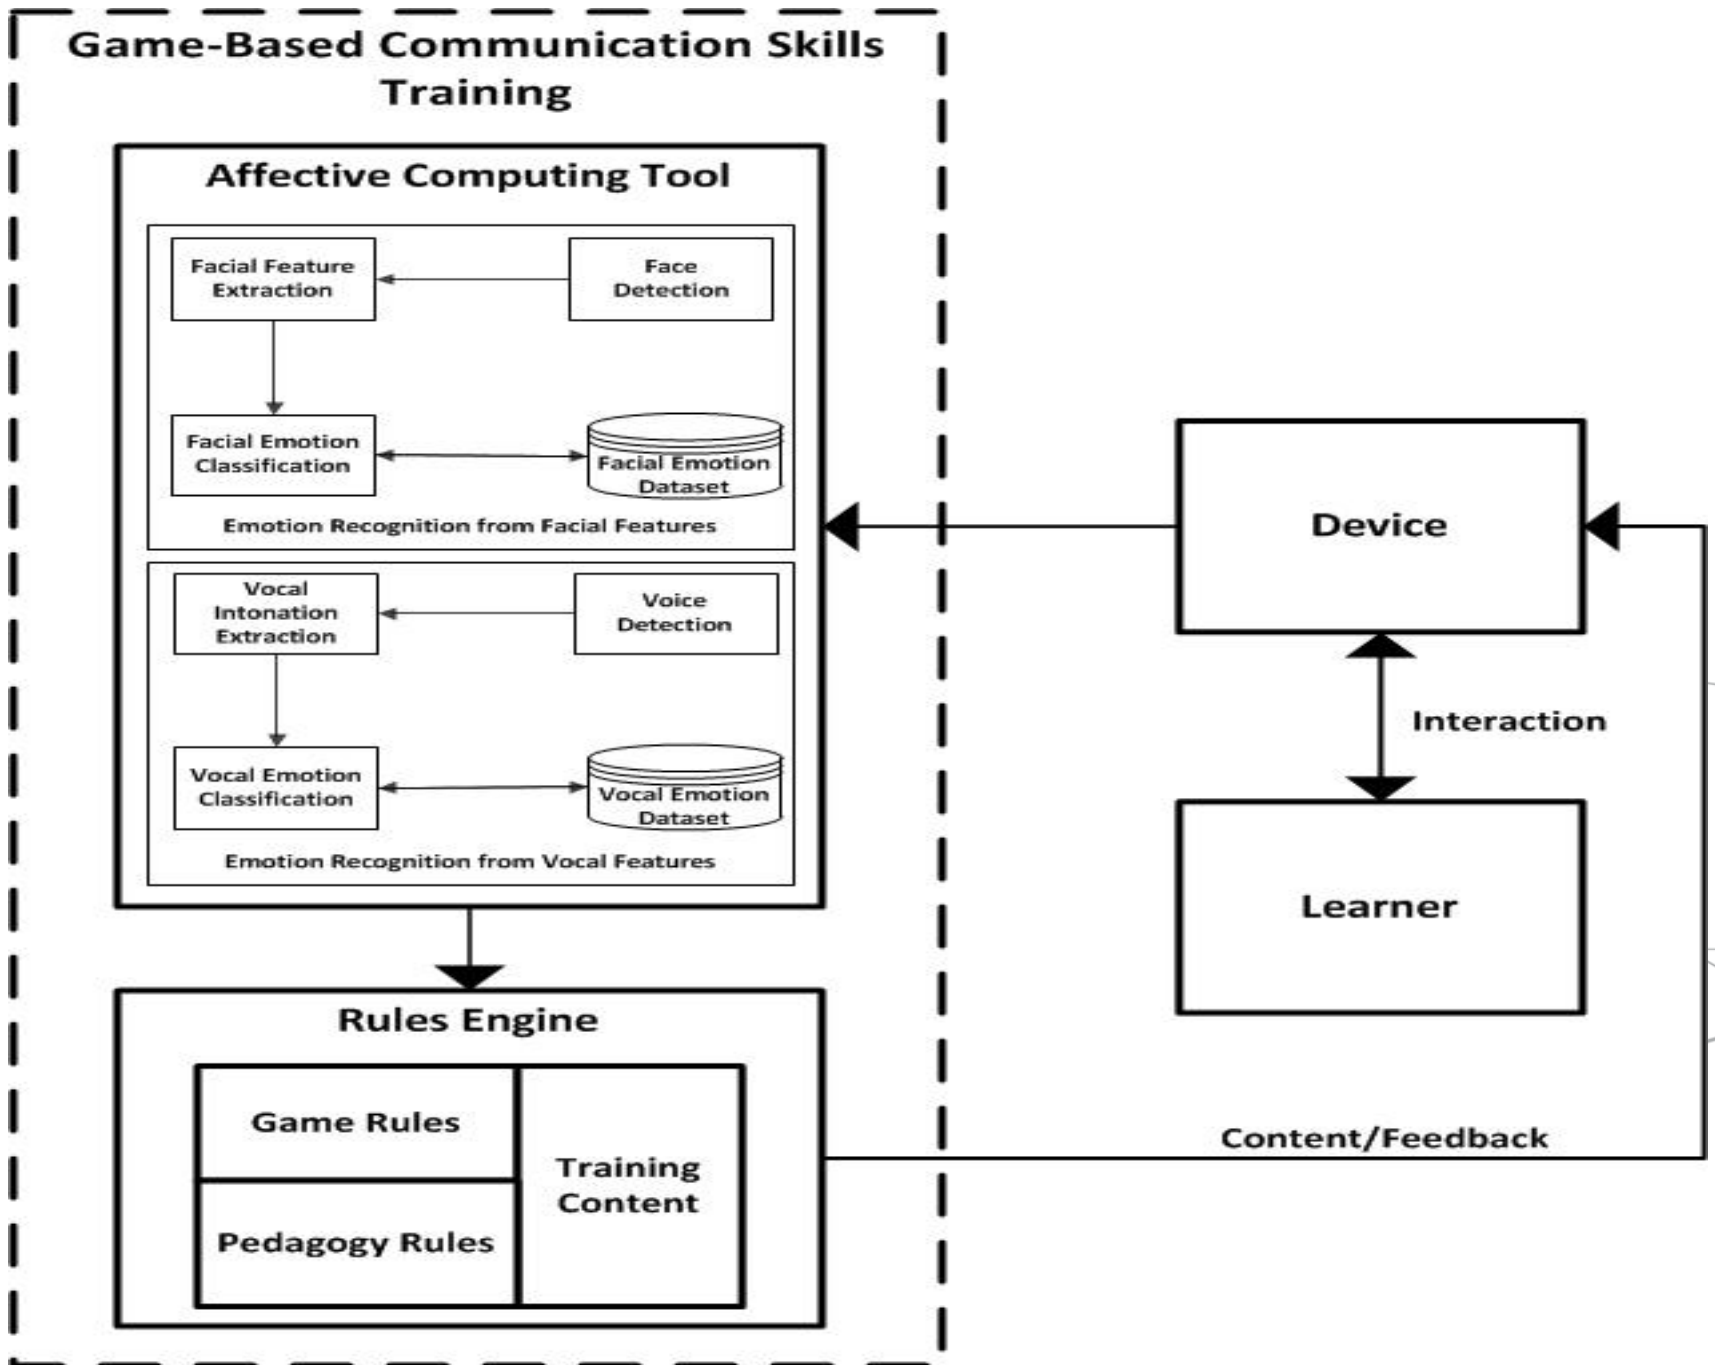 Game-Based Communication Skills
Training
Affective Computing Tool
Facial Feature
Extraction
Face
Detection
Facial Emotion
Classification
Facial Emotion
Dataset
Emotion Recognition from Facial Features
Vocal
Intonation
Extraction
Voice
Detection
Vocal Emotion
Classification
Vocal Emotion
Dataset
Emotion Recognition from Vocal Features
Rules Engine
Game Rules
Pedagogy Rules
Training
Content
Device
Interaction
Learner
Content/Feedback